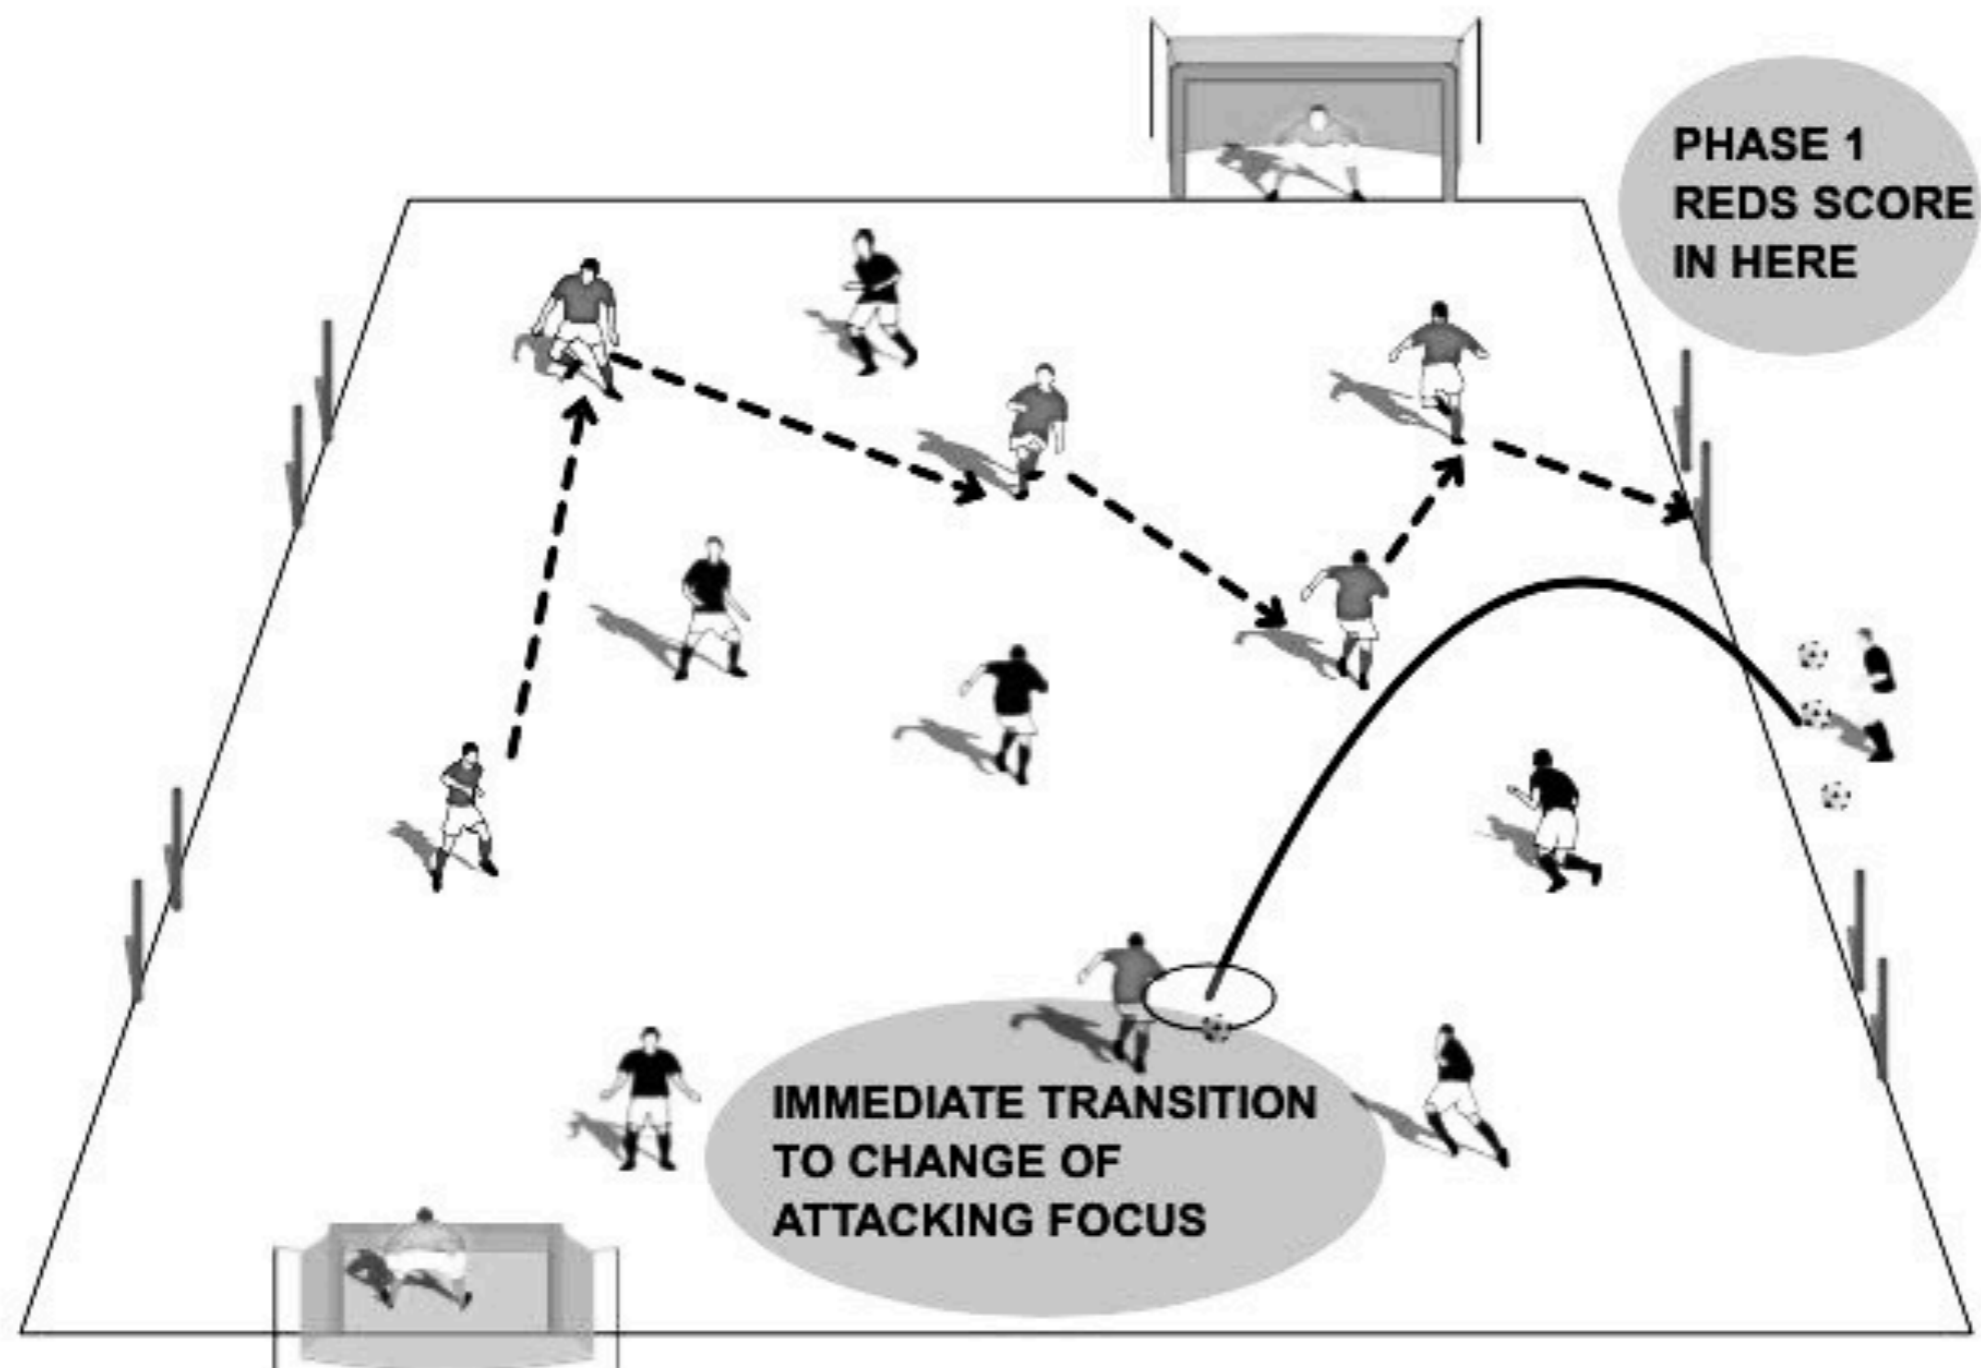 PHASE 1
REDS SCORE
IN HERE
IMMEDIATE TRANSITION
TO CHANGE OF
ATTACKING FOCUS